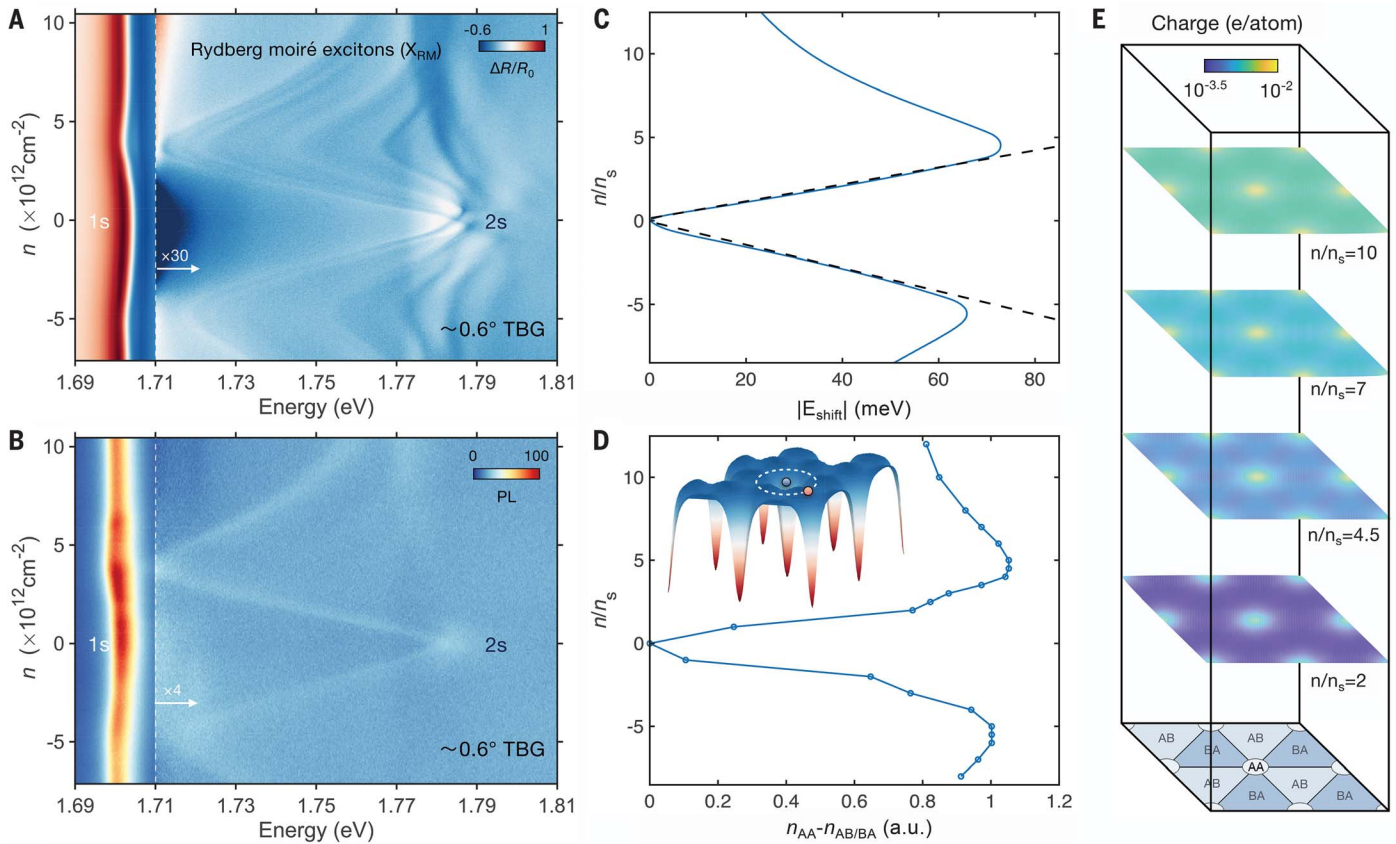 A
Rydberg moiré excitons (X_RM)
-0.6 1
ΔR/R_0
10
5
0
-5
n (×10^12cm^-2)
1s
2s
×30
~0.6° TBG
1.69 1.71 1.73 1.75 1.77 1.79 1.81
Energy (eV)
B
0 100
PL
10
5
0
-5
n (×10^12cm^-2)
1s
2s
×4
~0.6° TBG
1.69 1.71 1.73 1.75 1.77 1.79 1.81
Energy (eV)
C
10
5
0
-5
n/n_s
0 20 40 60 80
|E_shift| (meV)
D
10
5
0
-5
n/n_s
0 0.2 0.4 0.6 0.8 1 1.2
n_AA-n_AB/BA (a.u.)
E
Charge (e/atom)
10^-3.5 10^-2
n/n_s=10
n/n_s=7
n/n_s=4.5
n/n_s=2
AB AB
BA BA
AA
AB AB
BA BA